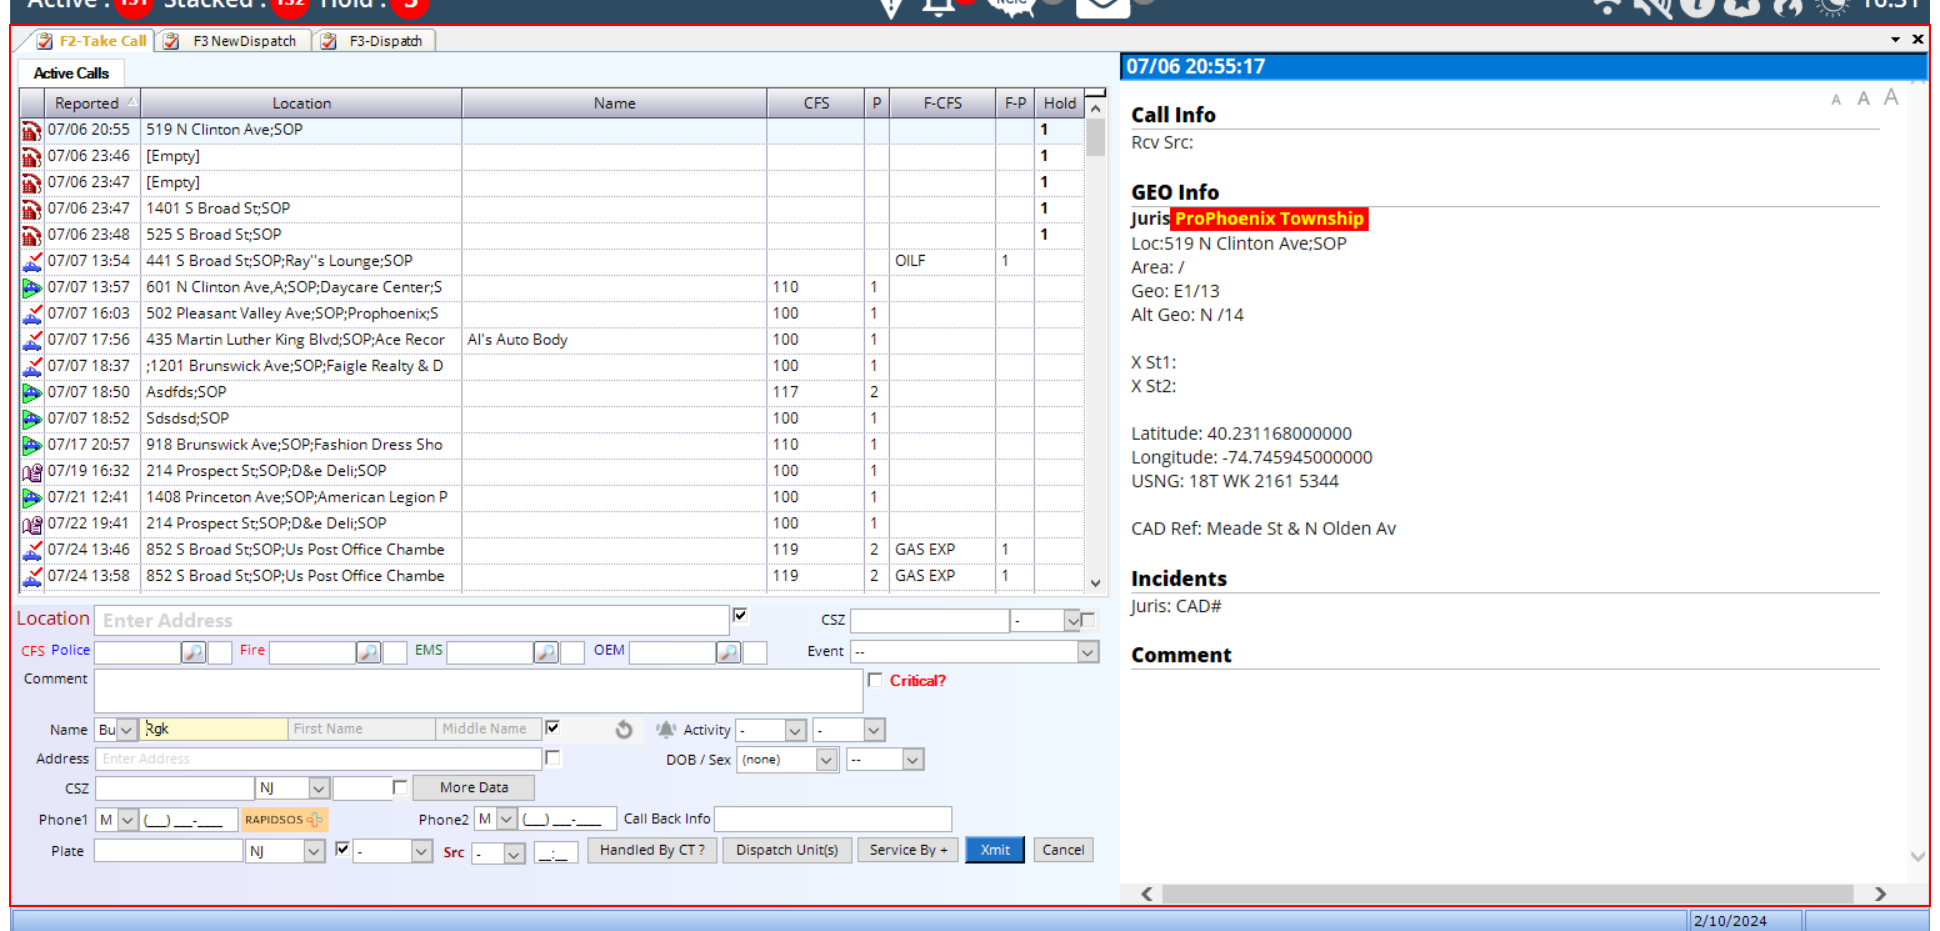 Active : 151 Stacked : 132 Hold : 5
16:31
F2-Take Call F3 NewDispatch F3-Dispatch
Active Calls
Reported Location Name CFS P F-CFS F-P Hold
07/06 20:55 519 N Clinton Ave;SOP 1
07/06 23:46 [Empty] 1
07/06 23:47 [Empty] 1
07/06 23:47 1401 S Broad St;SOP 1
07/06 23:48 525 S Broad St;SOP 1
07/07 13:54 441 S Broad St;SOP;Ray''s Lounge;SOP OILF 1
07/07 13:57 601 N Clinton Ave,A;SOP;Daycare Center;S 110 1
07/07 16:03 502 Pleasant Valley Ave;SOP;Prophoenix;S 100 1
07/07 17:56 435 Martin Luther King Blvd;SOP;Ace Recor Al's Auto Body 100 1
07/07 18:37 ;1201 Brunswick Ave;SOP;Faigle Realty & D 100 1
07/07 18:50 Asdfds;SOP 117 2
07/07 18:52 Sdsdsd;SOP 100 1
07/17 20:57 918 Brunswick Ave;SOP;Fashion Dress Sho 110 1
07/19 16:32 214 Prospect St;SOP;D&e Deli;SOP 100 1
07/21 12:41 1408 Princeton Ave;SOP;American Legion P 100 1
07/22 19:41 214 Prospect St;SOP;D&e Deli;SOP 100 1
07/24 13:46 852 S Broad St;SOP;Us Post Office Chambe 119 2 GAS EXP 1
07/24 13:58 852 S Broad St;SOP;Us Post Office Chambe 119 2 GAS EXP 1
Location Enter Address CSZ -
CFS Police Fire EMS OEM Event --
Comment Critical?
Name Bu Rgk First Name Middle Name Activity - -
Address Enter Address DOB / Sex (none) --
CSZ NJ More Data
Phone1 M (__) __-____ RAPIDSOS Phone2 M (__) __-____ Call Back Info
Plate NJ - Src - __:__ Handled By CT ? Dispatch Unit(s) Service By + Xmit Cancel
07/06 20:55:17
A A A
Call Info
Rcv Src:
GEO Info
Juris ProPhoenix Township
Loc:519 N Clinton Ave;SOP
Area: /
Geo: E1/13
Alt Geo: N /14
X St1:
X St2:
Latitude: 40.231168000000
Longitude: -74.745945000000
USNG: 18T WK 2161 5344
CAD Ref: Meade St & N Olden Av
Incidents
Juris: CAD#
Comment
2/10/2024